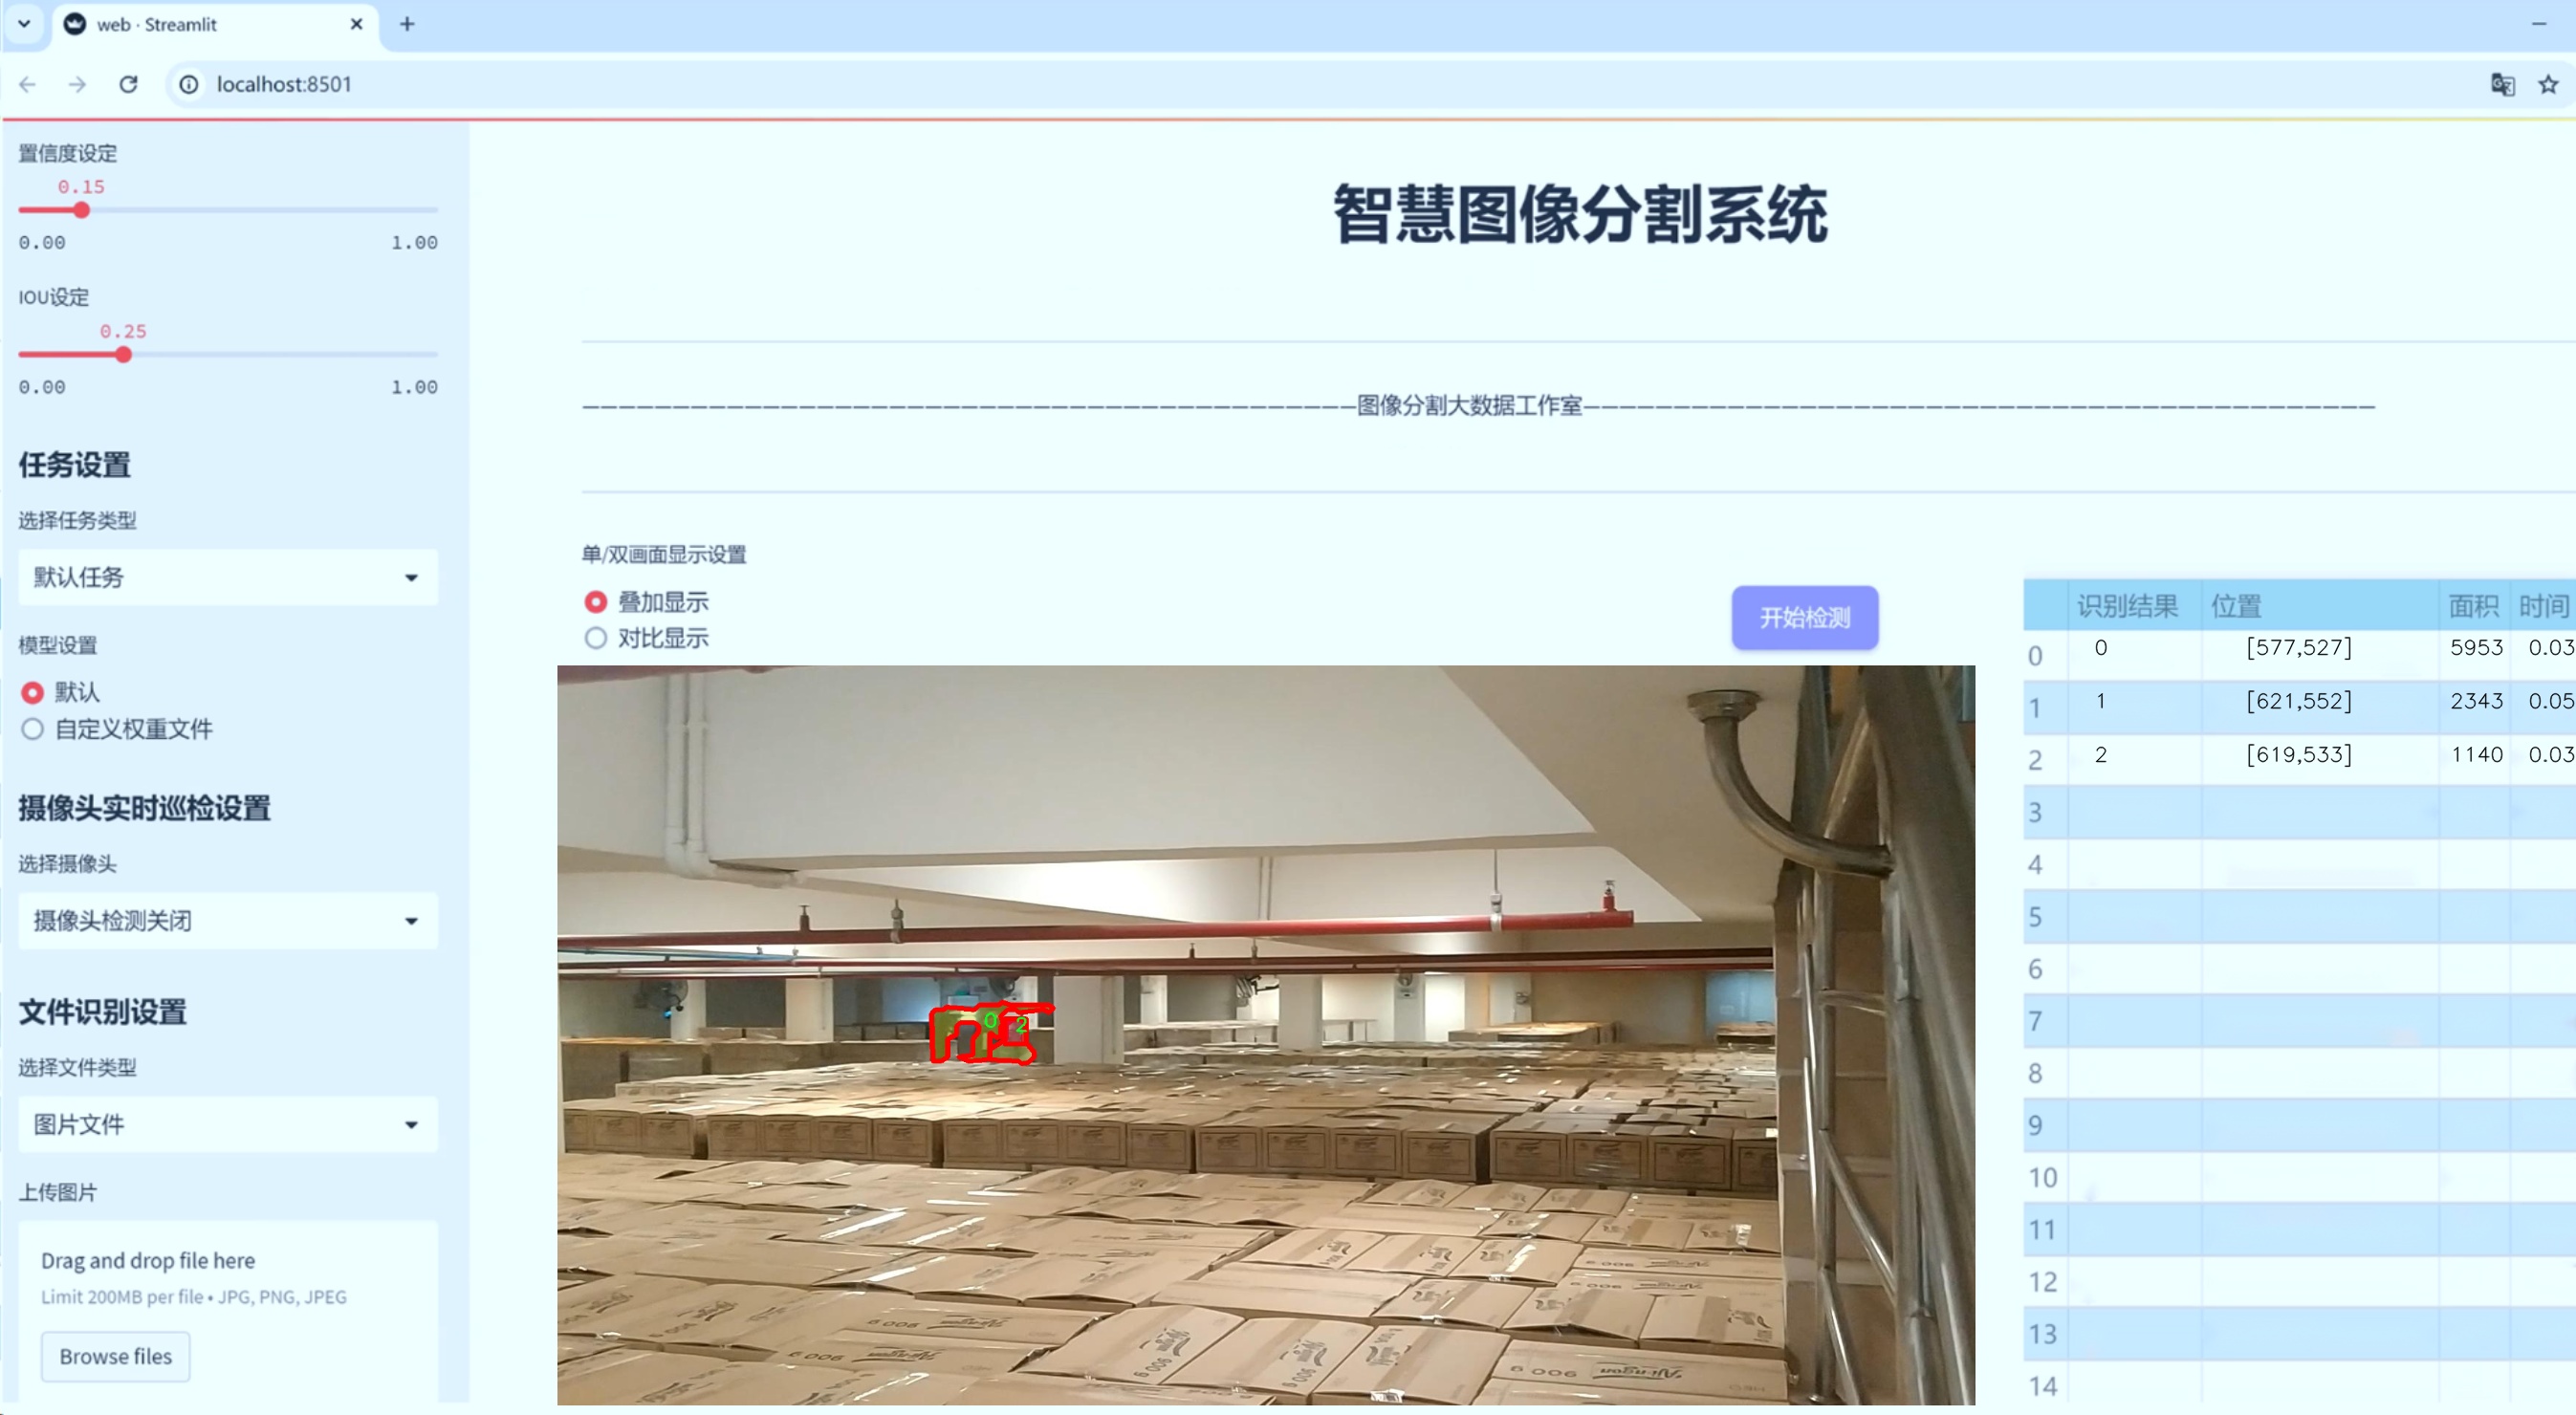 web · Streamlit
localhost:8501
置信度设定
0.15
0.00 1.00
IOU设定
0.25
0.00 1.00
任务设置
选择任务类型
默认任务
模型设置
默认
自定义权重文件
摄像头实时巡检设置
选择摄像头
摄像头检测关闭
文件识别设置
选择文件类型
图片文件
上传图片
Drag and drop file here
Limit 200MB per file • JPG, PNG, JPEG
Browse files
智慧图像分割系统
图像分割大数据工作室
单/双画面显示设置
叠加显示
对比显示
开始检测
0 2
900 g
900 g
900 g
识别结果 位置 面积 时间
0 0 [577,527] 5953 0.03
1 1 [621,552] 2343 0.05
2 2 [619,533] 1140 0.03
3
4
5
6
7
8
9
10
11
12
13
14